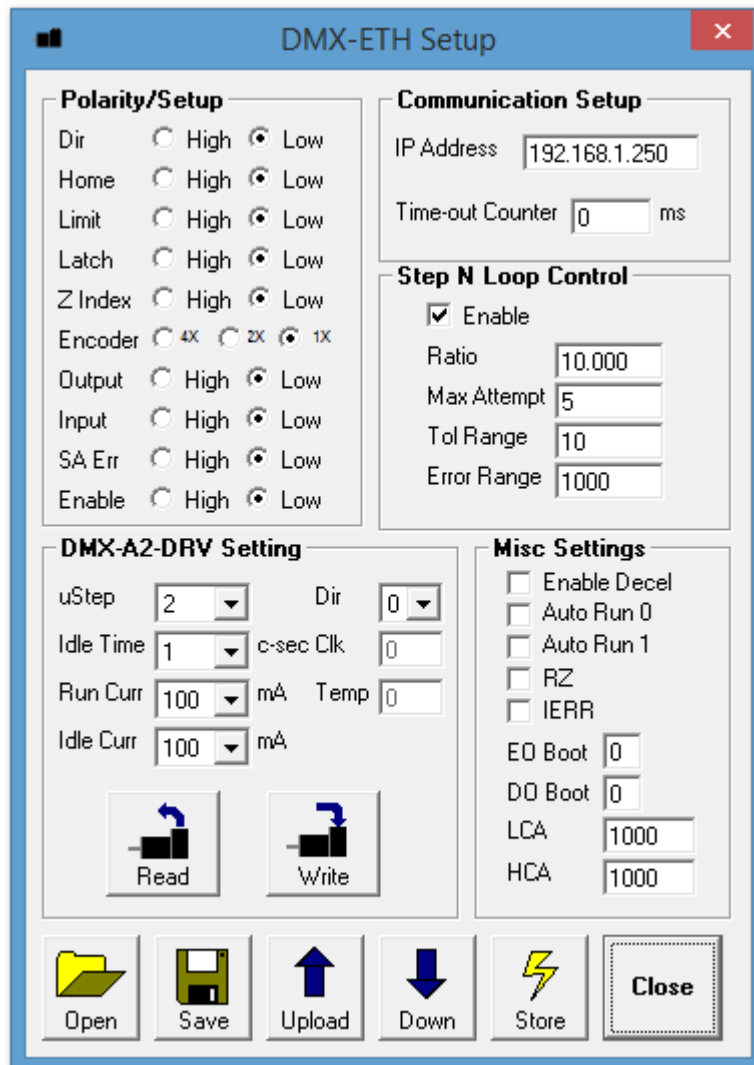 DMX-ETH Setup
Polarity/Setup
Dir High Low
Home High Low
Limit High Low
Latch High Low
Z Index High Low
Encoder 4X 2X 1X
Output High Low
Input High Low
SA Err High Low
Enable High Low
Communication Setup
IP Address 192.168.1.250
Time-out Counter 0 ms
Step N Loop Control
Enable
Ratio 10.000
Max Attempt 5
Tol Range 10
Error Range 1000
DMX-A2-DRV Setting
uStep 2 Dir 0
Idle Time 1 c-sec Clk 0
Run Curr 100 mA Temp 0
Idle Curr 100 mA
Read Write
Misc Settings
Enable Decel
Auto Run 0
Auto Run 1
RZ
IERR
EO Boot 0
DO Boot 0
LCA 1000
HCA 1000
Open Save Upload Down Store Close